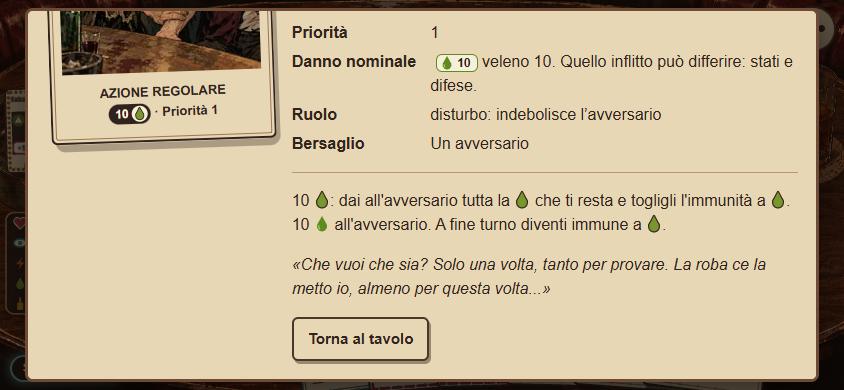 AZIONE REGOLARE
10 · Priorità 1
Priorità 1
Danno nominale 10 veleno 10. Quello inflitto può differire: stati e
difese.
Ruolo disturbo: indebolisce l’avversario
Bersaglio Un avversario
10 : dai all'avversario tutta la che ti resta e togligli l'immunità a .
10 all'avversario. A fine turno diventi immune a .
«Che vuoi che sia? Solo una volta, tanto per provare. La roba ce la
metto io, almeno per questa volta...»
Torna al tavolo